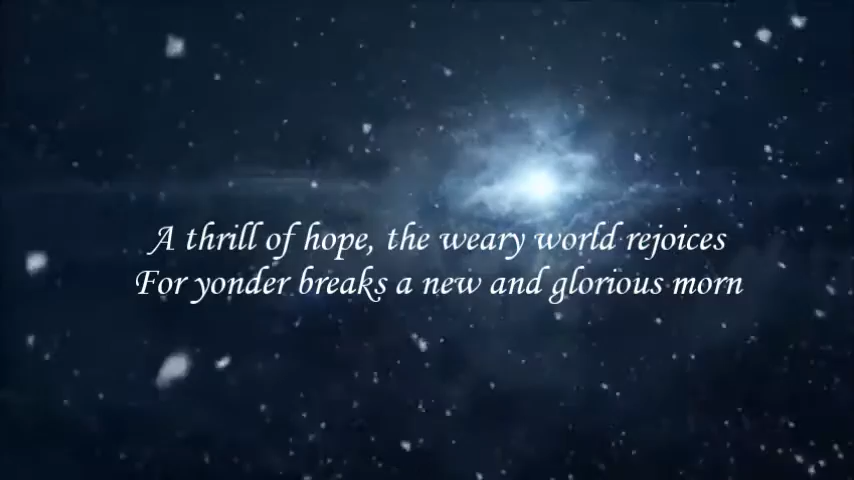 A thrill of hope, the weary world rejoices
For yonder breaks a new and glorious morn